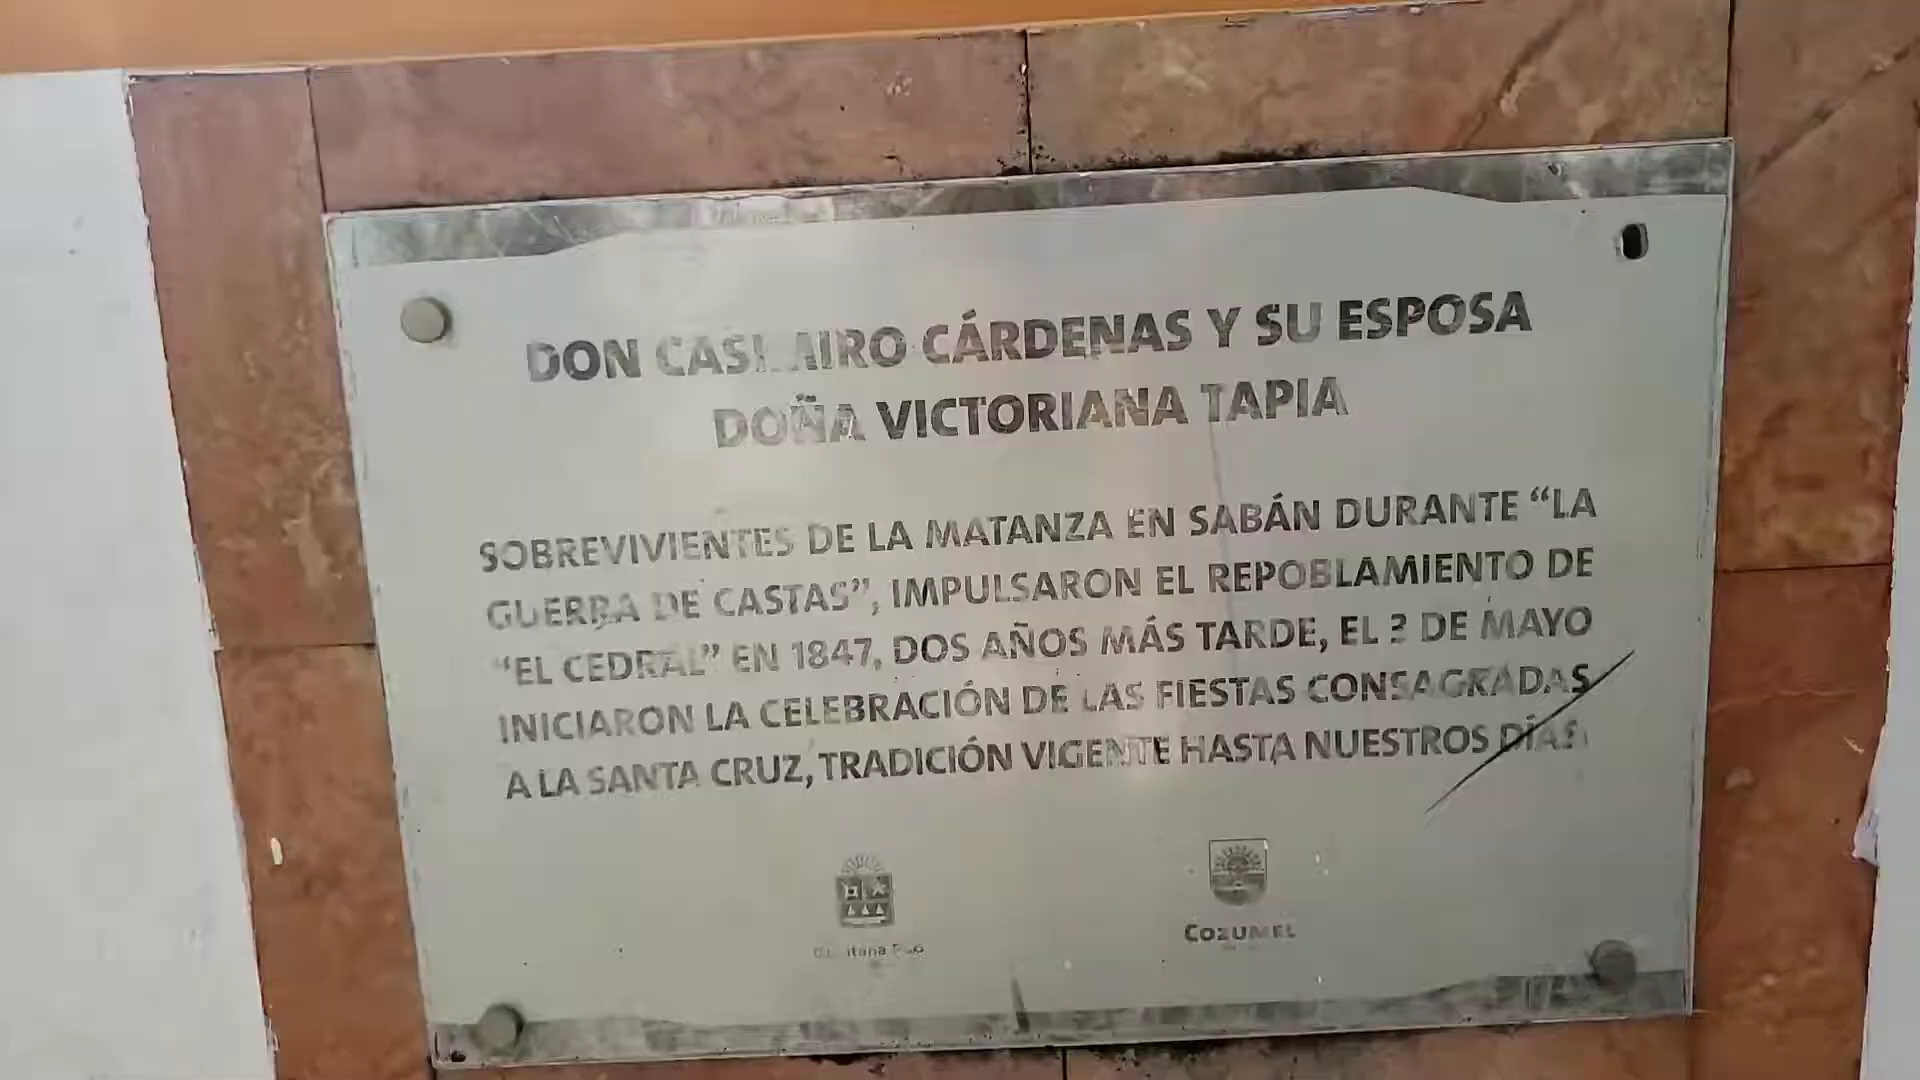 DON CASIMIRO CÁRDENAS Y SU ESPOSA
DOÑA VICTORIANA TAPIA
SOBREVIVIENTES DE LA MATANZA EN SABÁN DURANTE “LA
GUERRA DE CASTAS”, IMPULSARON EL REPOBLAMIENTO DE
“EL CEDRAL” EN 1847, DOS AÑOS MÁS TARDE, EL DE MAYO
INICIARON LA CELEBRACIÓN DE LAS FIESTAS CONSAGRADAS
A LA SANTA CRUZ, TRADICIÓN VIGENTE HASTA NUESTROS DÍAS
Quintana Roo
COZUMEL